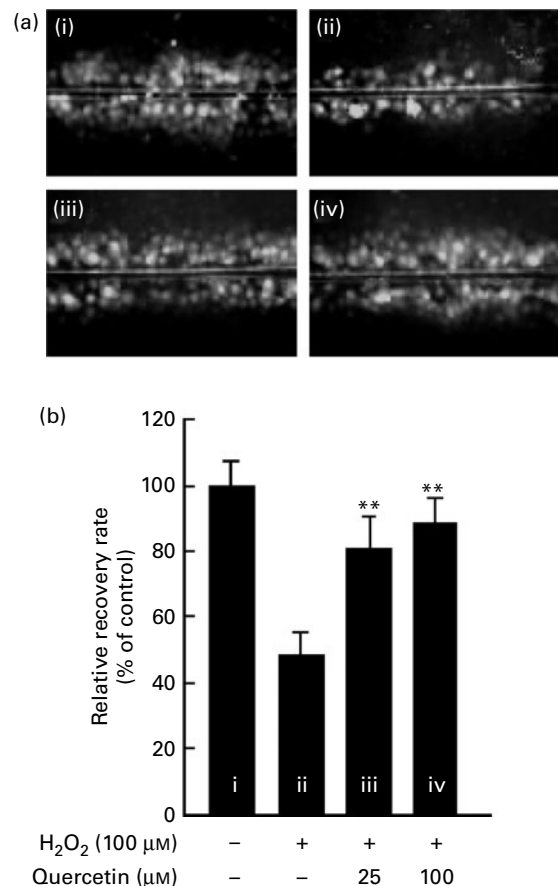 (a) (i) (ii)
(iii) (iv)
(b)
120
100
80
60
40
20
0
Relative recovery rate
(% of control)
** **
i ii iii iv
H₂O₂ (100 μM) – + + +
Quercetin (μM) – – 25 100